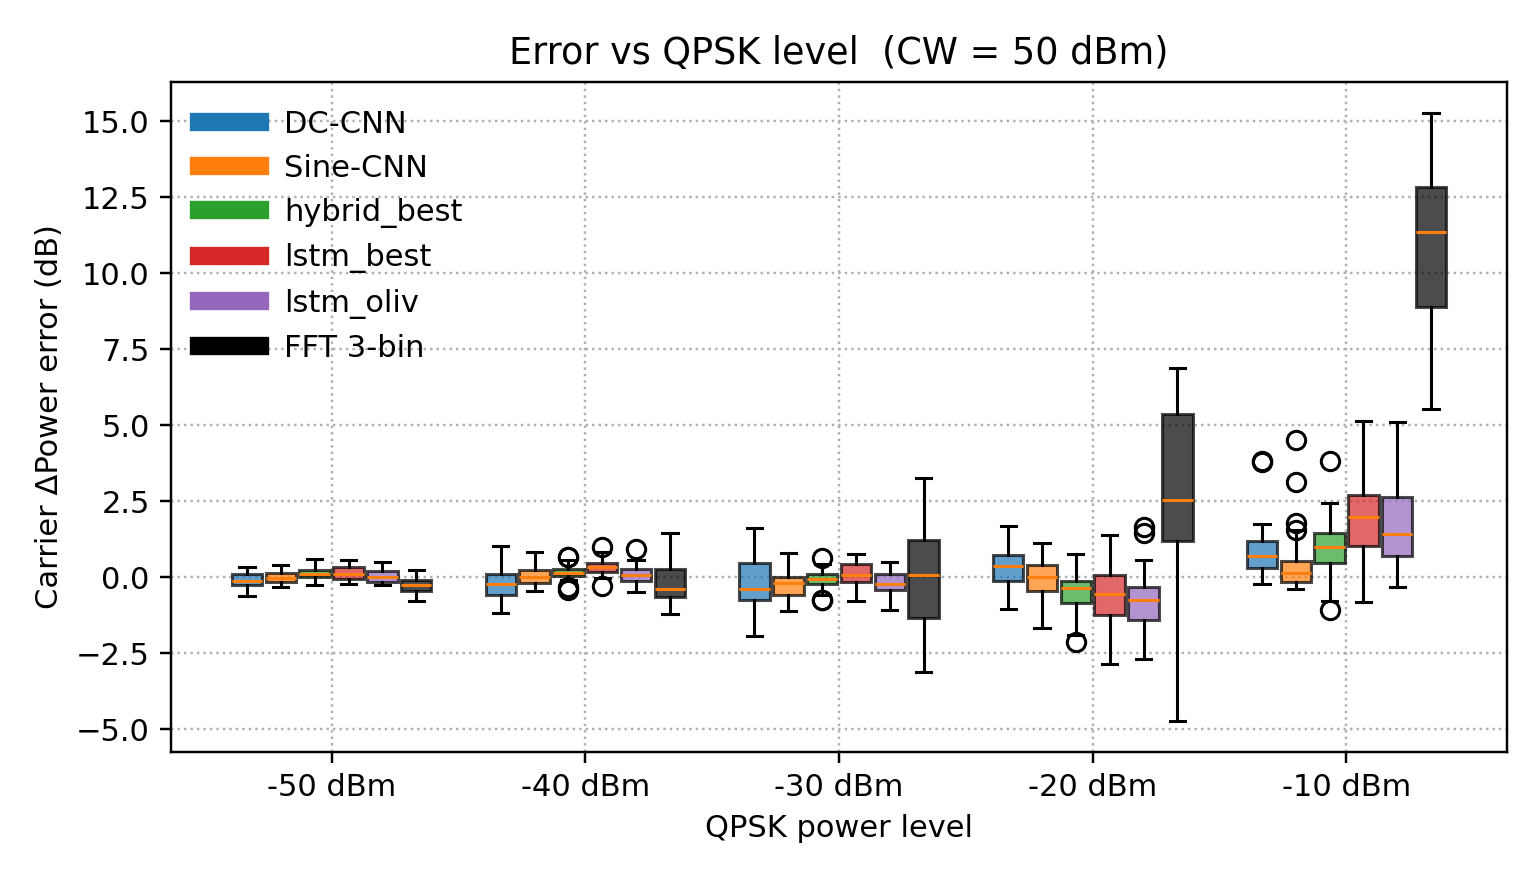 Error vs QPSK level  (CW = 50 dBm)
DC-CNN
Sine-CNN
hybrid_best
lstm_best
lstm_oliv
FFT 3-bin
Carrier ΔPower error (dB)
15.0
12.5
10.0
7.5
5.0
2.5
0.0
−2.5
−5.0
-50 dBm
-40 dBm
-30 dBm
-20 dBm
-10 dBm
QPSK power level